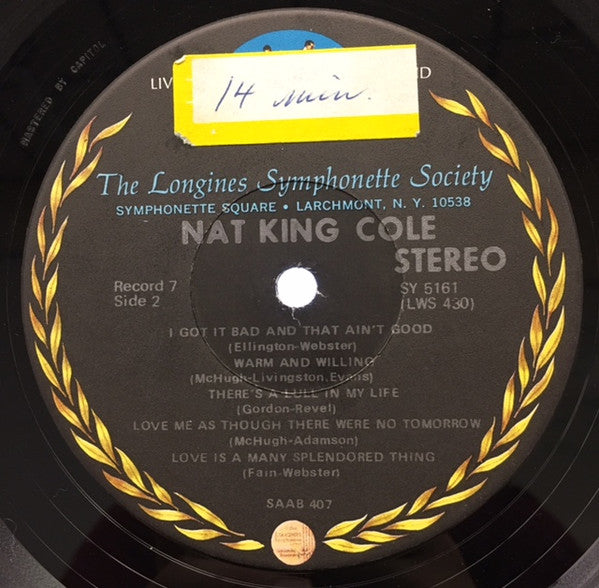 LIV
ND
14 min.
MASTERED BY CAPITOL
The Longines Symphonette Society
SYMPHONETTE SQUARE • LARCHMONT, N. Y. 10538
NAT KING COLE
STEREO
Record 7
Side 2
SY 5161
(LWS 430)
I GOT IT BAD AND THAT AIN'T GOOD
(Ellington-Webster)
WARM AND WILLING
(McHugh-Livingston, Evans)
THERE'S A LULL IN MY LIFE
(Gordon-Revel)
LOVE ME AS THOUGH THERE WERE NO TOMORROW
(McHugh-Adamson)
LOVE IS A MANY SPLENDORED THING
(Fain-Webster)
SAAB 407